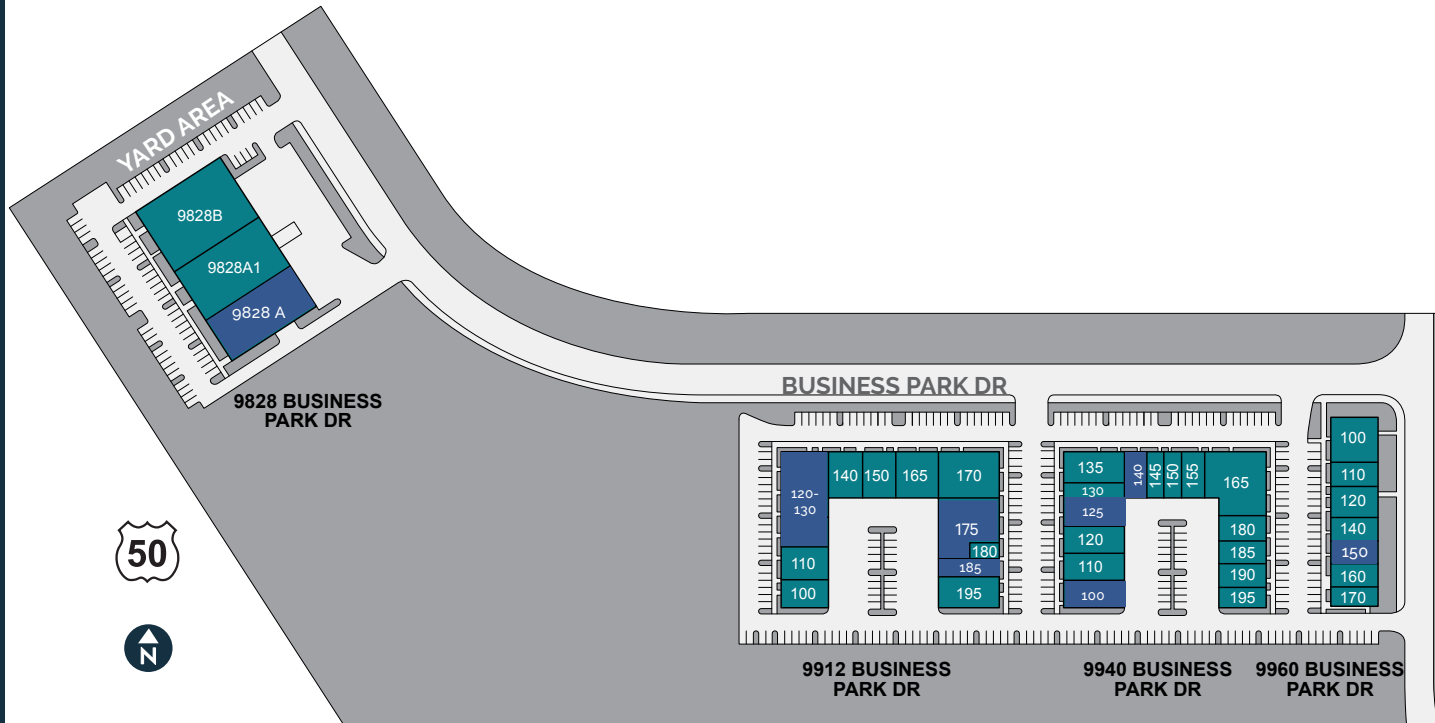 YARD AREA
9828B
9828A1
9828 A
9828 BUSINESS
PARK DR
BUSINESS PARK DR
50
N
120-
130
140
150
165
170
175
180
185
195
110
100
9912 BUSINESS
PARK DR
135
130
125
120
110
100
140
145
150
155
165
180
185
190
195
9940 BUSINESS
PARK DR
100
110
120
140
150
160
170
9960 BUSINESS
PARK DR